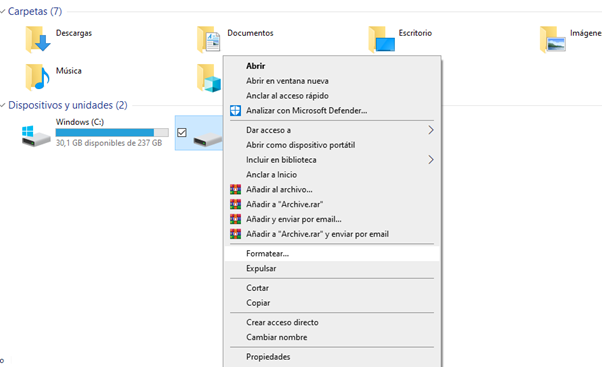 Carpetas (7)
Descargas
Documentos
Escritorio
Imágene
Música
Dispositivos y unidades (2)
Windows (C:)
30,1 GB disponibles de 237 GB
Abrir
Abrir en ventana nueva
Anclar al acceso rápido
Analizar con Microsoft Defender...
Dar acceso a
Abrir como dispositivo portátil
Incluir en biblioteca
Anclar a Inicio
Añadir al archivo...
Añadir a "Archive.rar"
Añadir y enviar por email...
Añadir a "Archive.rar" y enviar por email
Formatear...
Expulsar
Cortar
Copiar
Crear acceso directo
Cambiar nombre
Propiedades
o